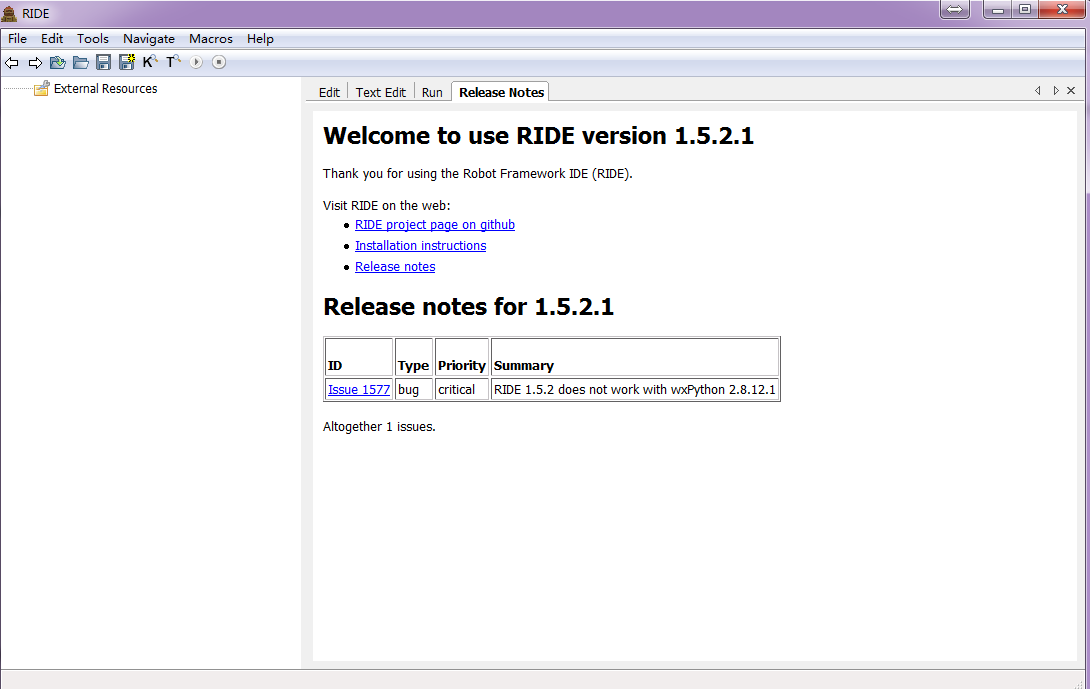 RIDE
File Edit Tools Navigate Macros Help
K T
External Resources
Edit Text Edit Run Release Notes
Welcome to use RIDE version 1.5.2.1
Thank you for using the Robot Framework IDE (RIDE).
Visit RIDE on the web:
RIDE project page on github
Installation instructions
Release notes
Release notes for 1.5.2.1
ID Type Priority Summary
Issue 1577 bug critical RIDE 1.5.2 does not work with wxPython 2.8.12.1
Altogether 1 issues.